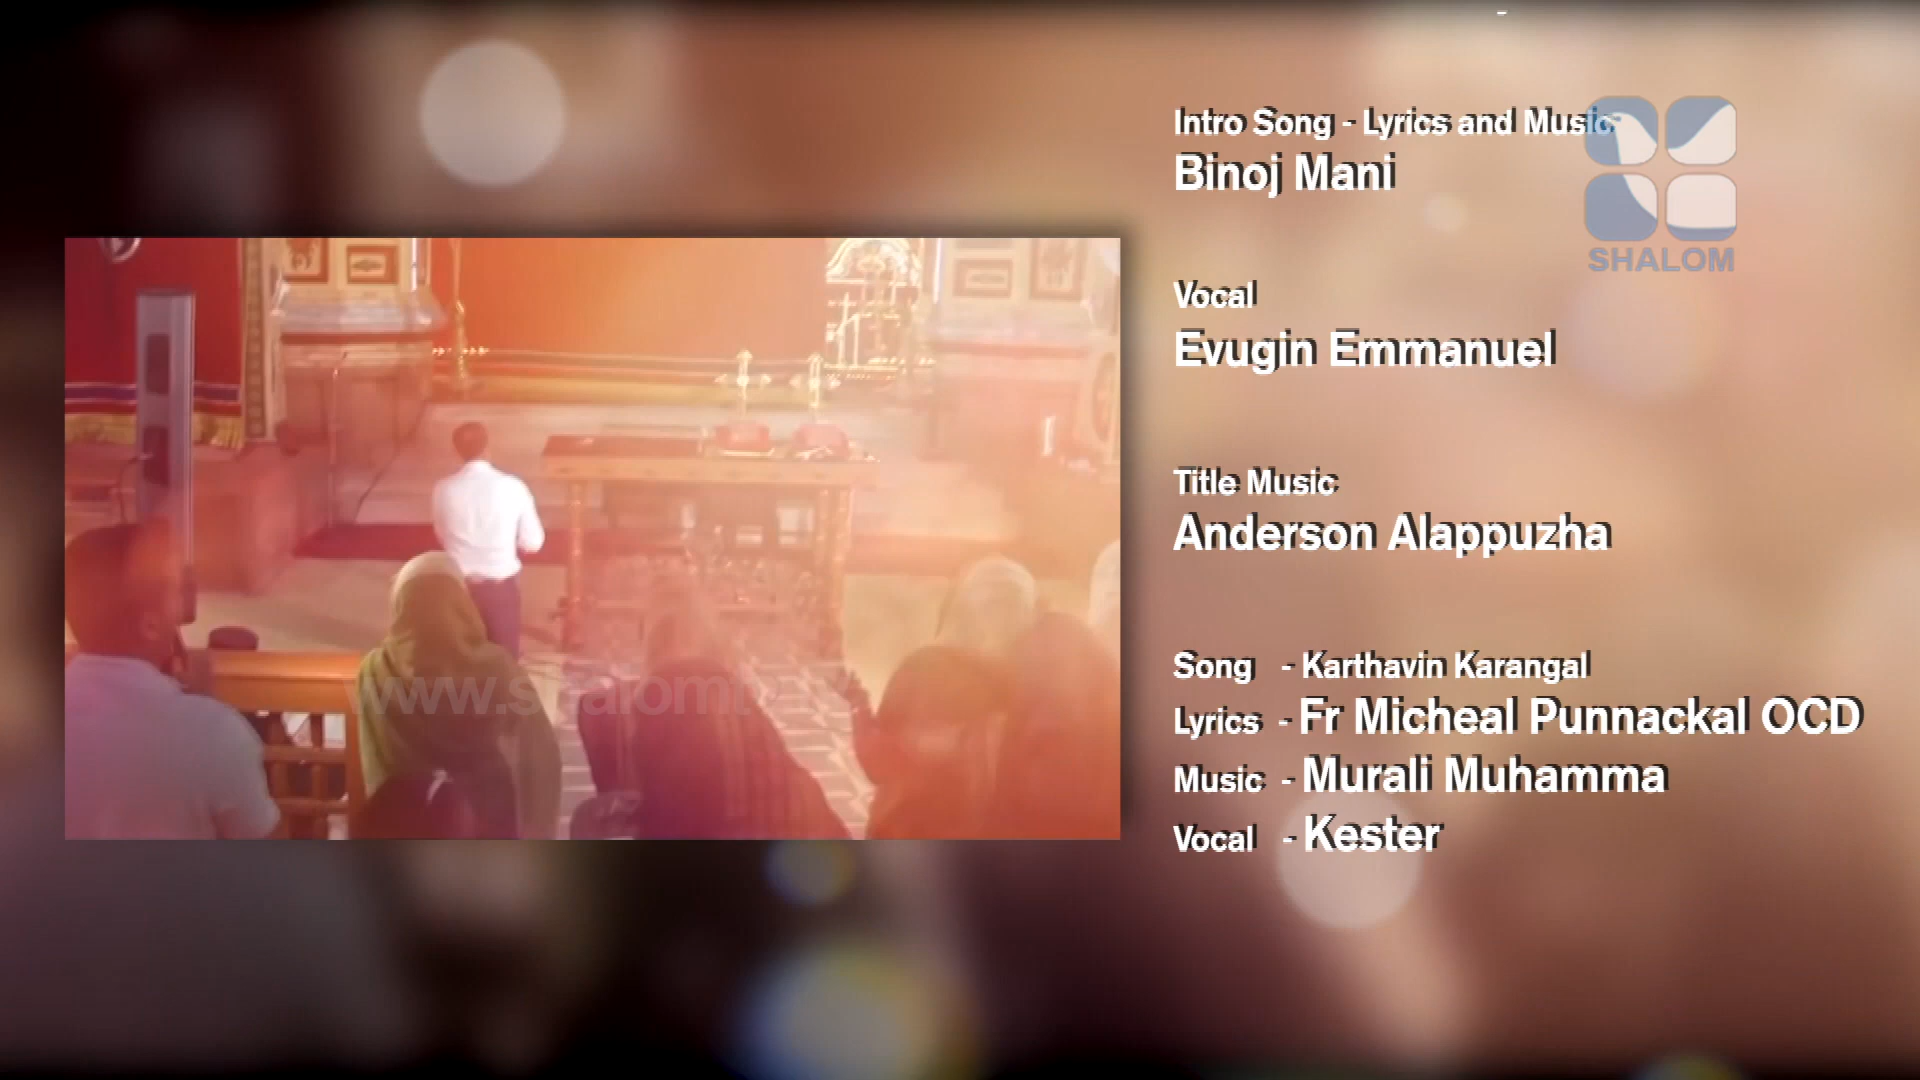 Intro Song - Lyrics and Music
Binoj Mani
SHALOM
Vocal
Evugin Emmanuel
Title Music
Anderson Alappuzha
Song - Karthavin Karangal
Lyrics - Fr Micheal Punnackal OCD
Music - Murali Muhamma
Vocal - Kester